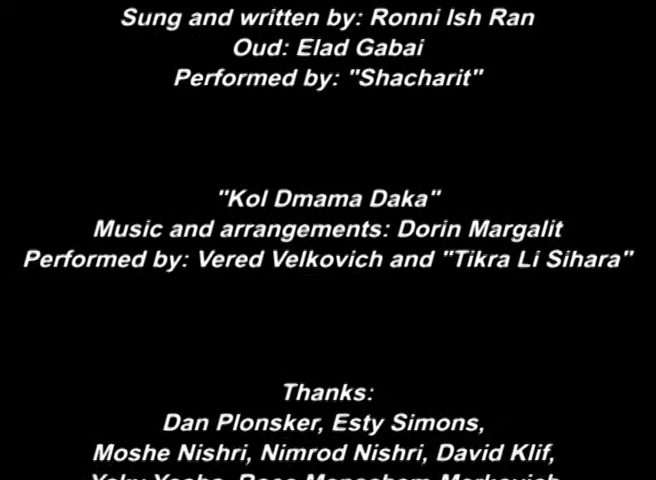 Sung and written by: Ronni Ish Ran
Oud: Elad Gabai
Performed by: "Shacharit"
"Kol Dmama Daka"
Music and arrangements: Dorin Margalit
Performed by: Vered Velkovich and "Tikra Li Sihara"
Thanks:
Dan Plonsker, Esty Simons,
Moshe Nishri, Nimrod Nishri, David Klif,